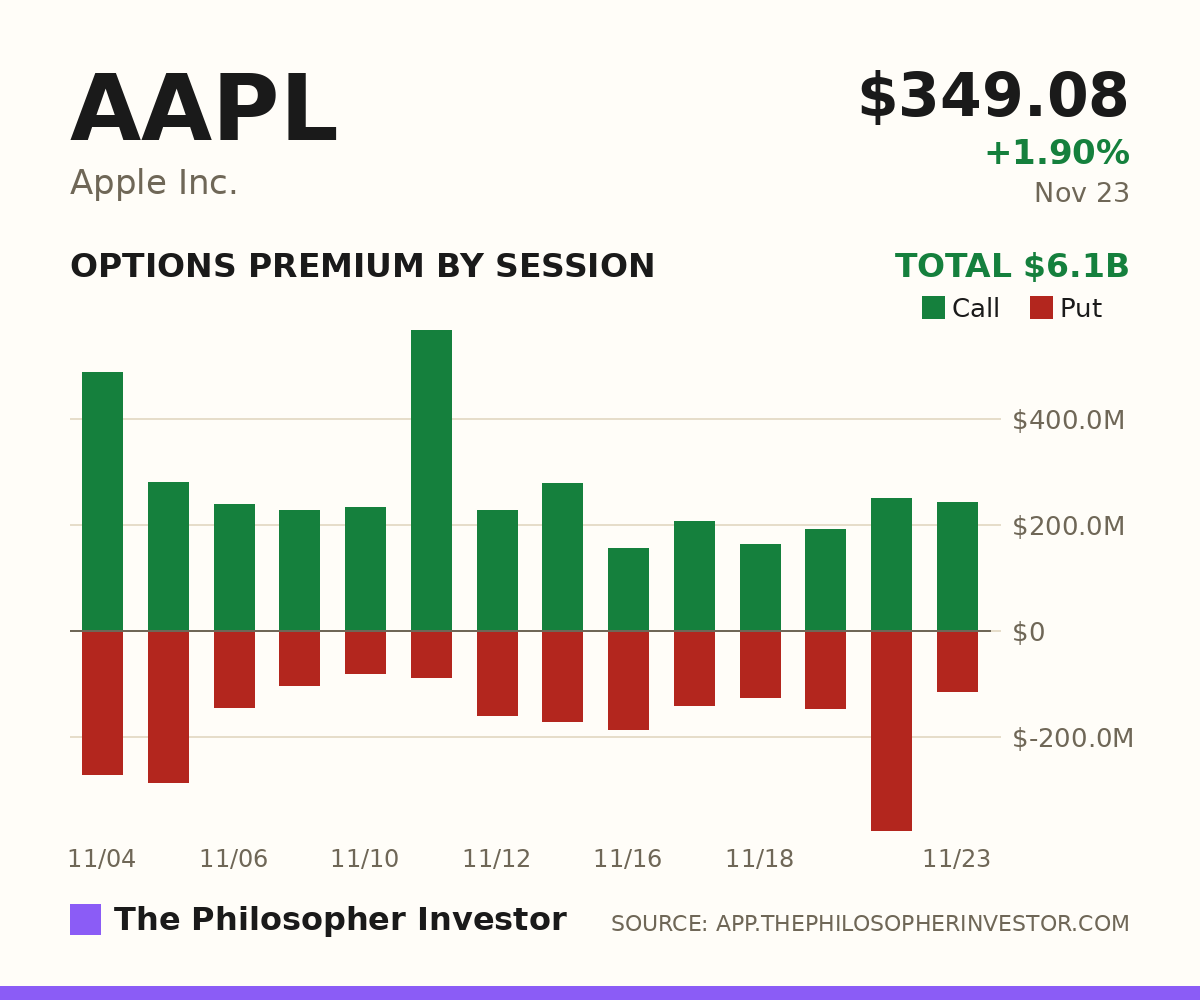 AAPL
$349.08
+1.90%
Apple Inc.
Nov 23
OPTIONS PREMIUM BY SESSION
TOTAL $6.1B
Call
Put
$400.0M
$200.0M
$0
$-200.0M
11/04
11/06
11/10
11/12
11/16
11/18
11/23
The Philosopher Investor
SOURCE: APP.THEPHILOSOPHERINVESTOR.COM